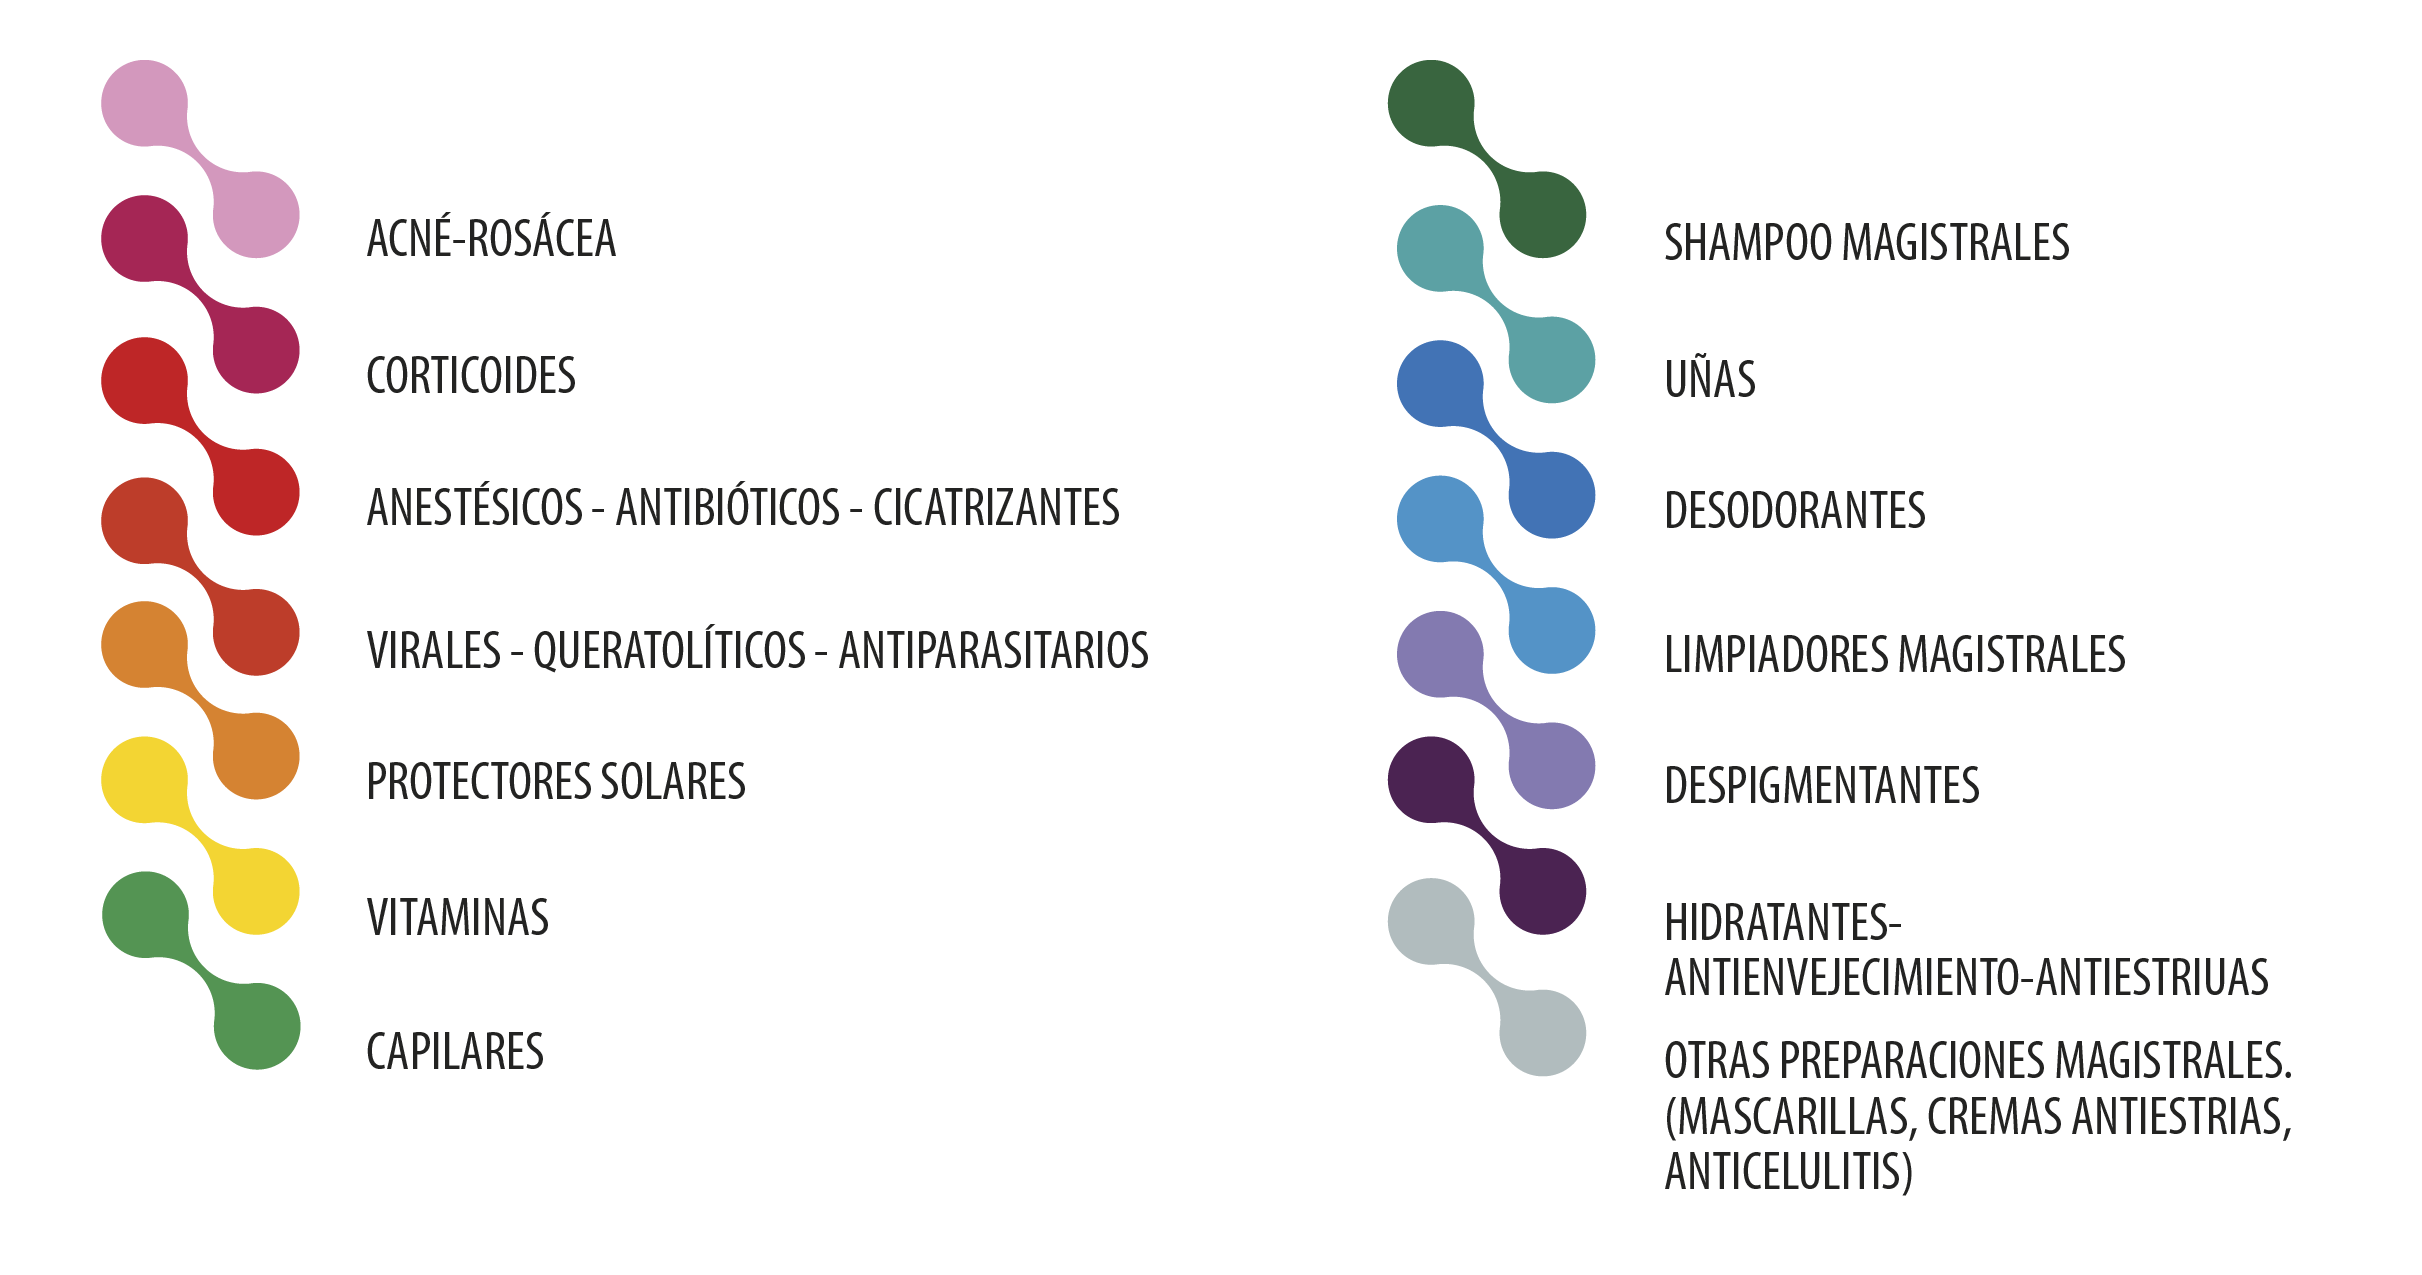 ACNÉ-ROSÁCEA
CORTICOIDES
ANESTÉSICOS - ANTIBIÓTICOS - CICATRIZANTES
VIRALES - QUERATOLÍTICOS - ANTIPARASITARIOS
PROTECTORES SOLARES
VITAMINAS
CAPILARES
SHAMPOO MAGISTRALES
UÑAS
DESODORANTES
LIMPIADORES MAGISTRALES
DESPIGMENTANTES
HIDRATANTES-
ANTIENVEJECIMIENTO-ANTIESTRIUAS
OTRAS PREPARACIONES MAGISTRALES.
(MASCARILLAS, CREMAS ANTIESTRIAS,
ANTICELULITIS)